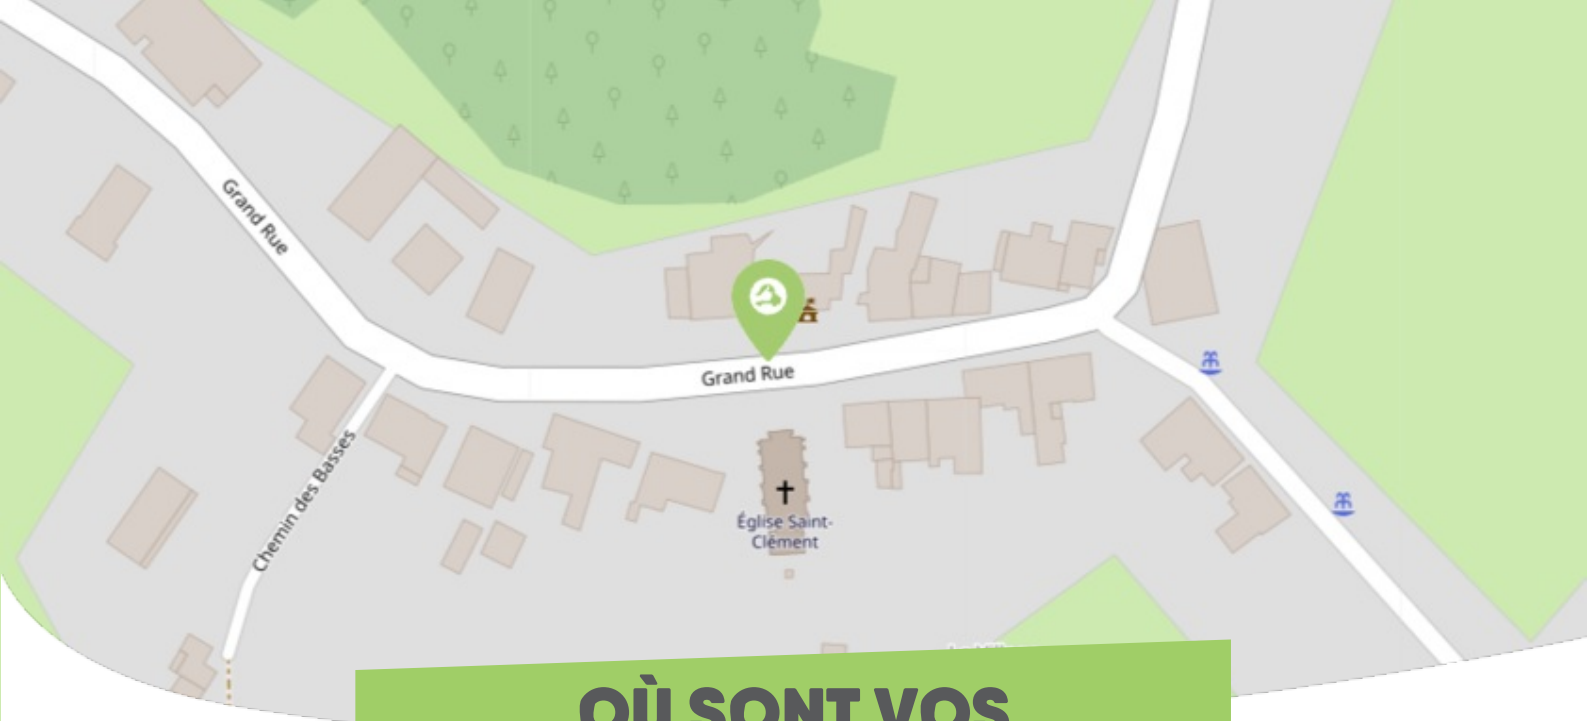 Grand Rue
Grand Rue
Chemin des Basses
Église Saint-
Clément
OÙ SONT VOS